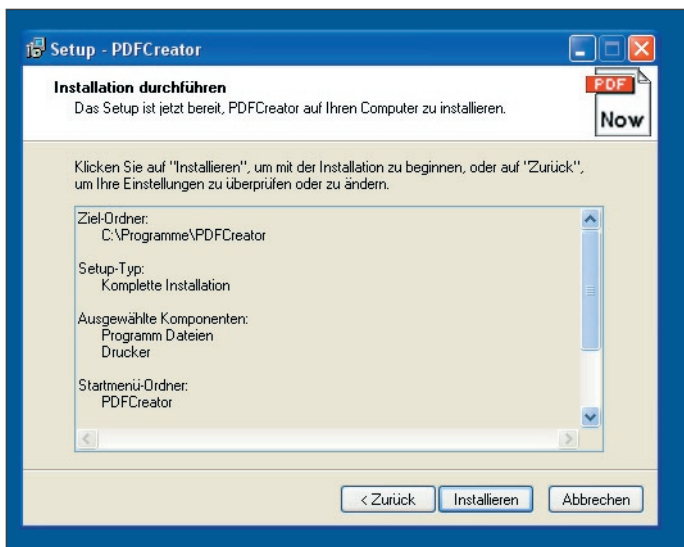 Setup - PDFCreator
Installation durchführen
Das Setup ist jetzt bereit, PDFCreator auf Ihren Computer zu installieren.
PDF
Now
Klicken Sie auf "Installieren", um mit der Installation zu beginnen, oder auf "Zurück",
um Ihre Einstellungen zu überprüfen oder zu ändern.
Ziel-Ordner:
C:\Programme\PDFCreator
Setup-Typ:
Komplette Installation
Ausgewählte Komponenten:
Programm Dateien
Drucker
Startmenü-Ordner:
PDFCreator
< Zurück
Installieren
Abbrechen